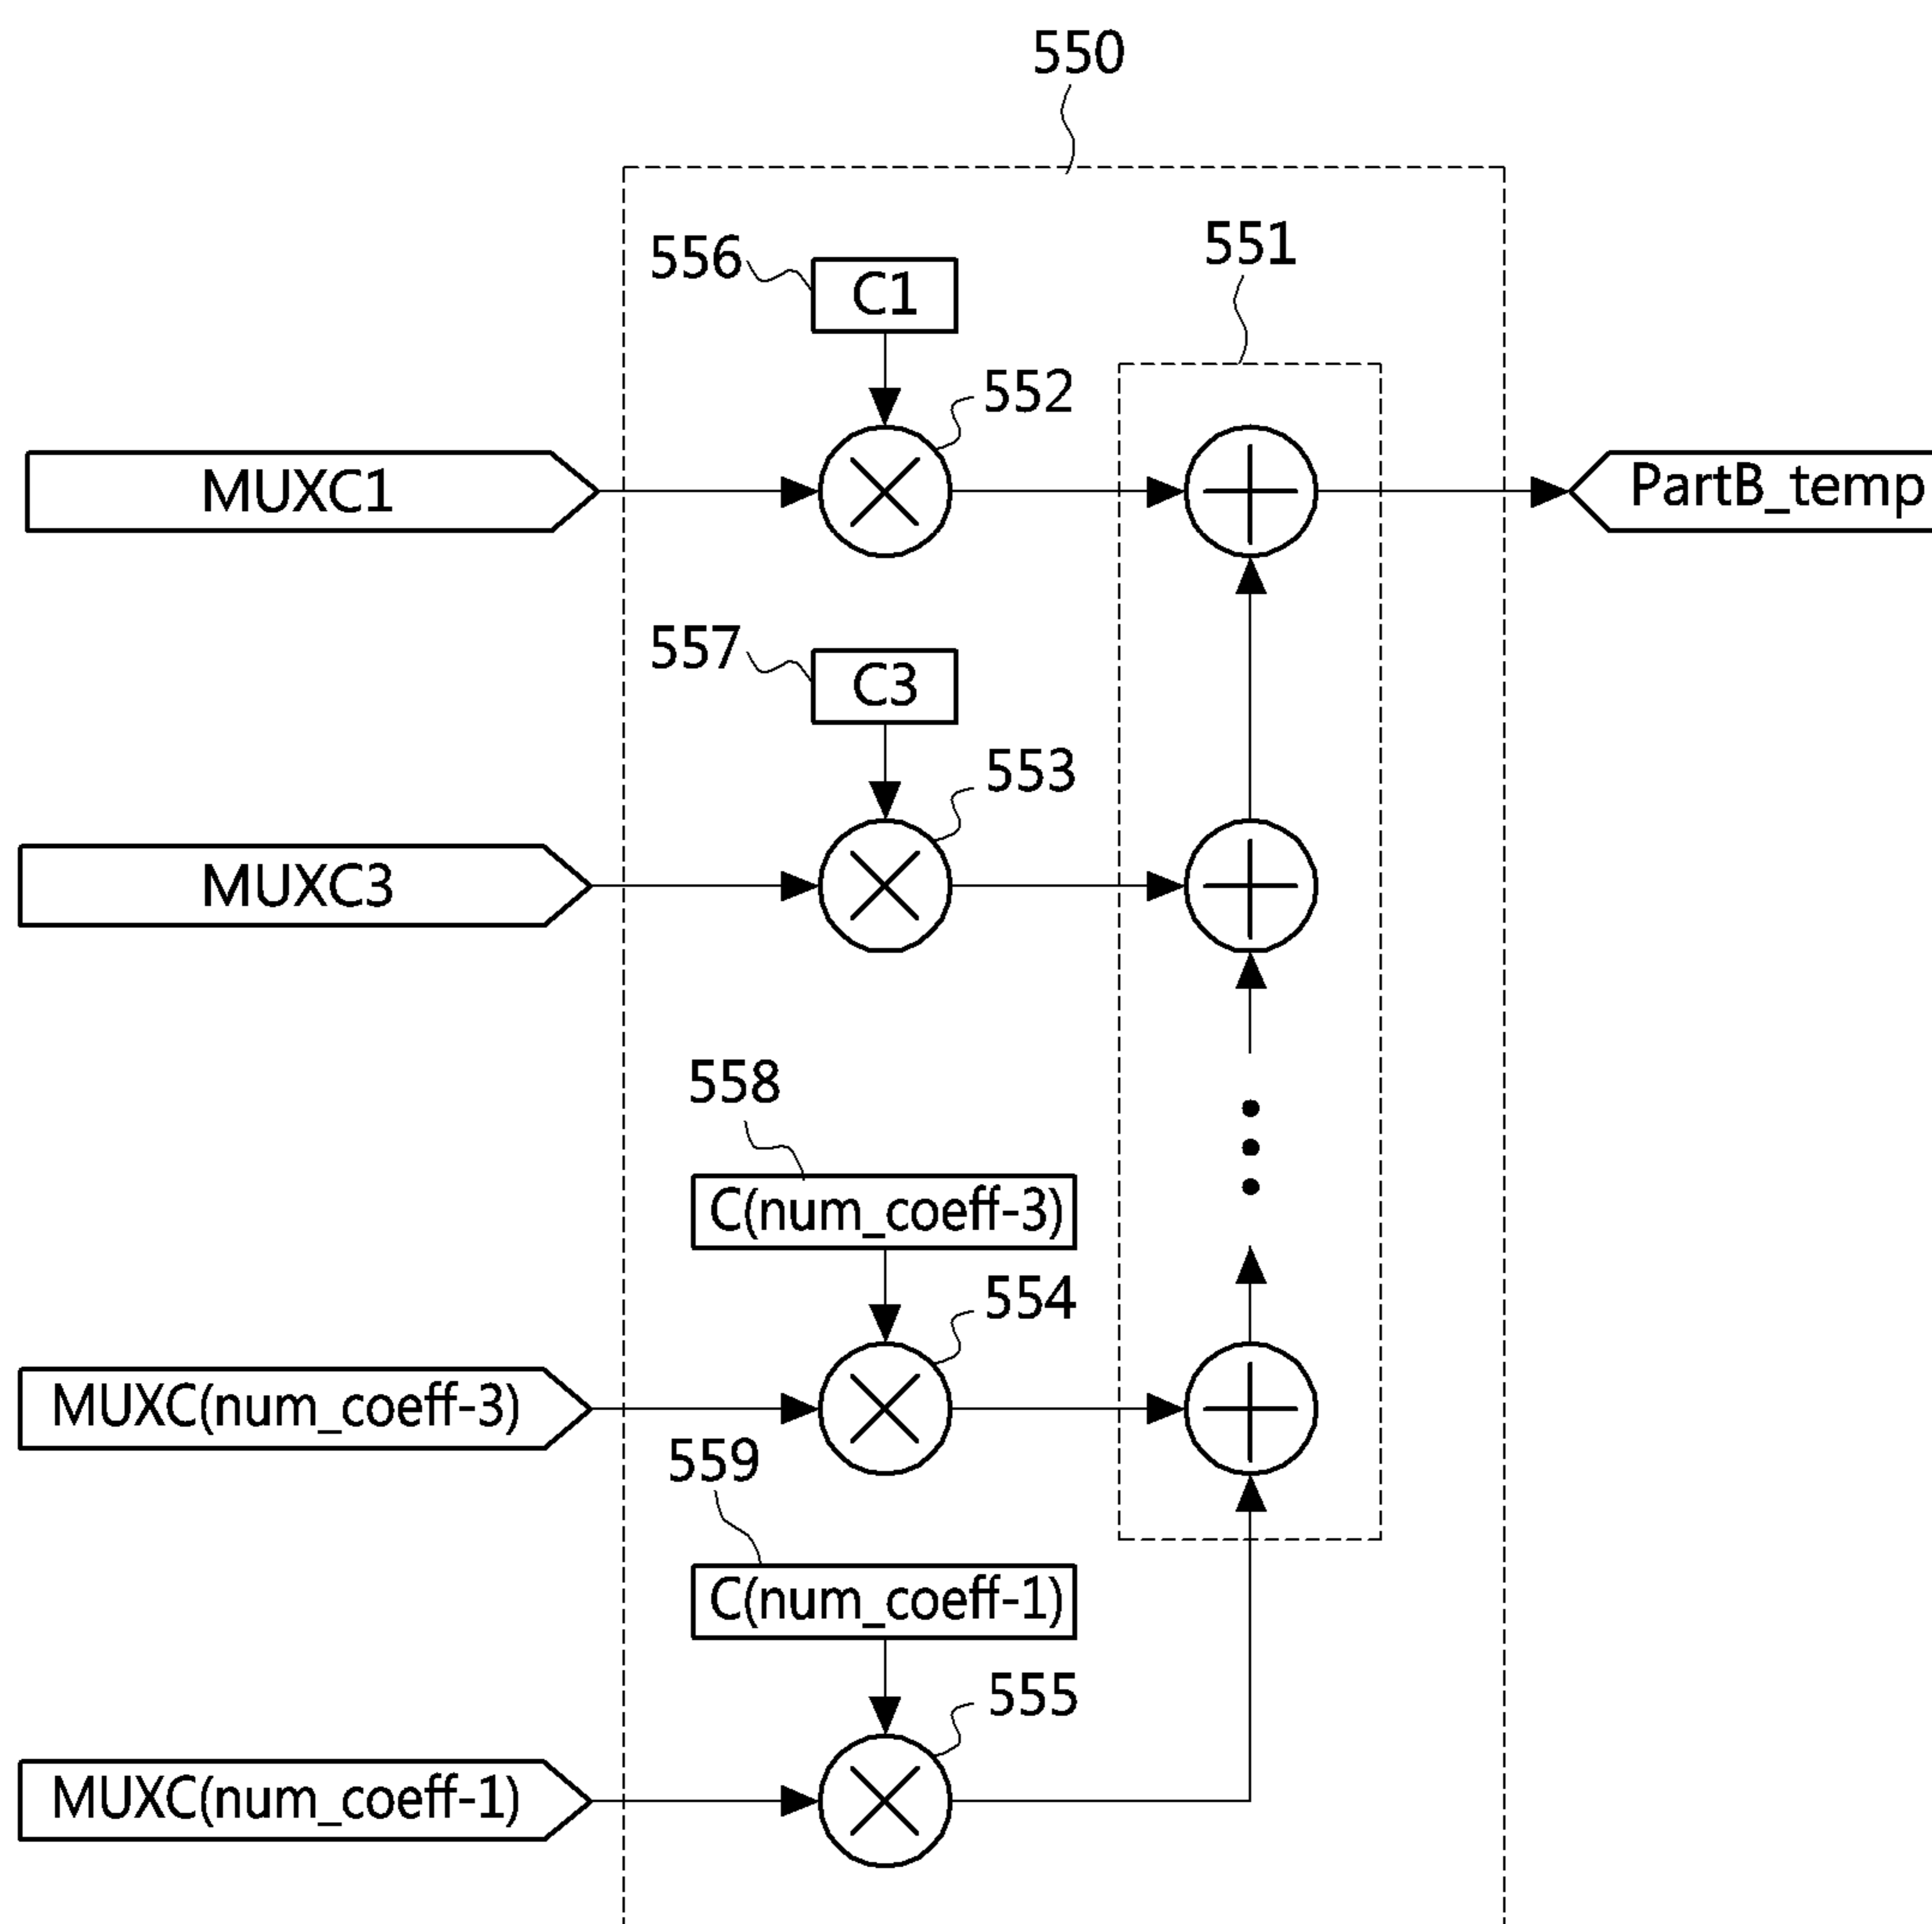 550
551
556
C1
552
MUXC1
PartB_temp
557
C3
553
MUXC3
558
C(num_coeff-3)
554
MUXC(num_coeff-3)
559
C(num_coeff-1)
555
MUXC(num_coeff-1)